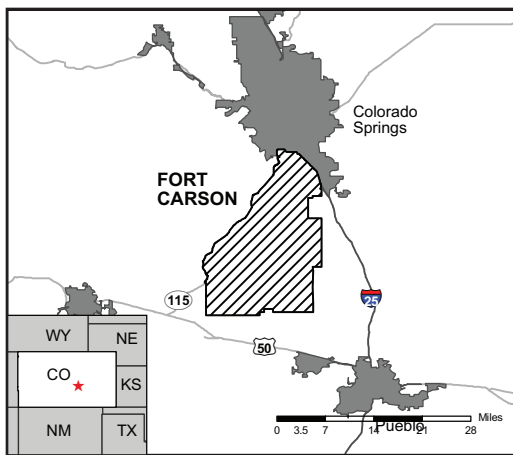 Colorado
Springs
FORT
CARSON
115
25
50
WY
NE
CO
KS
NM
TX
Pueblo
Miles
0 3.5 7 14 21 28